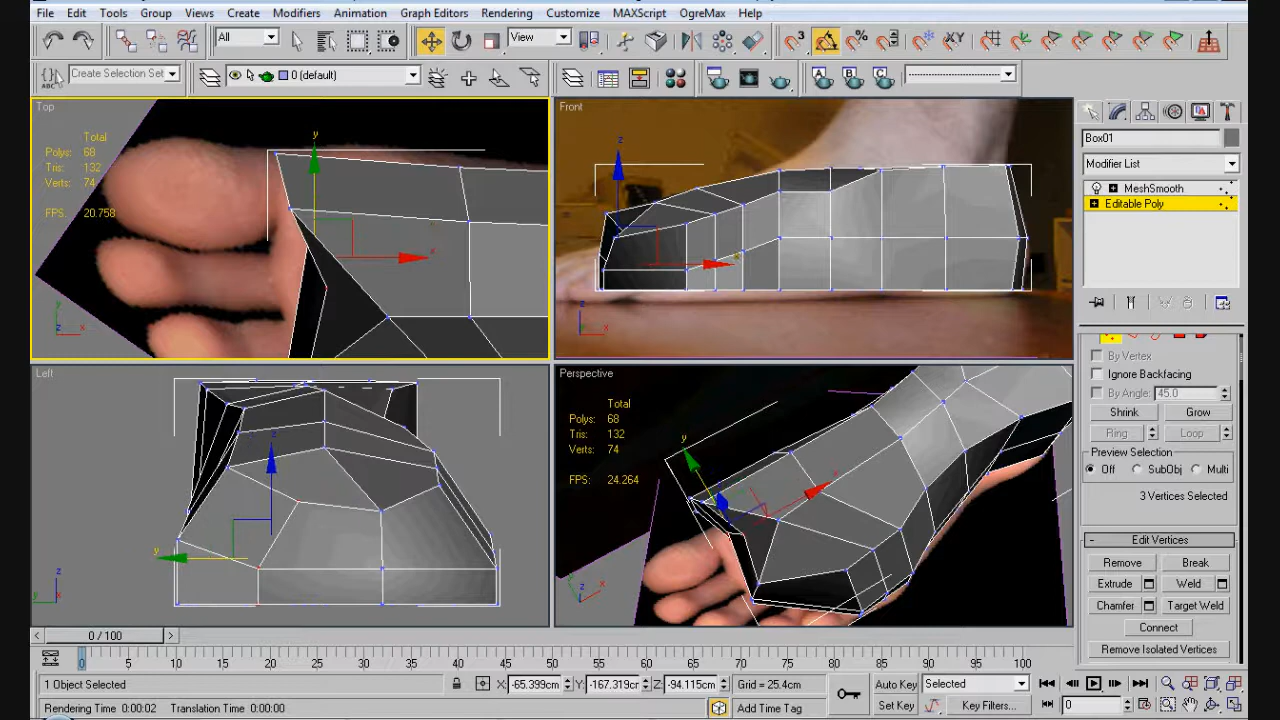 File Edit Tools Group Views Create Modifiers Animation Graph Editors Rendering Customize MAXScript OgreMax Help
All View
Create Selection Set 0 (default)
Top
Total
Polys: 68
Tris: 132
Verts: 74
FPS: 20.758
y
x
Front
z
x
Left
z
y
Perspective
Total
Polys: 68
Tris: 132
Verts: 74
FPS: 24.264
y
x
Box01
Modifier List
MeshSmooth
Editable Poly
By Vertex
Ignore Backfacing
By Angle: 45.0
Shrink Grow
Ring Loop
Preview Selection
Off SubObj Multi
3 Vertices Selected
- Edit Vertices
Remove Break
Extrude Weld
Chamfer Target Weld
Connect
Remove Isolated Vertices
< 0 / 100 >
0 5 10 15 20 25 30 35 40 45 50 55 60 65 70 75 80 85 90 95 100
1 Object Selected X: -65.399cm Y: -167.319cm Z: -94.115cm Grid = 25.4cm Auto Key Selected
Rendering Time 0:00:02 Translation Time 0:00:00 Add Time Tag Set Key Key Filters... 0